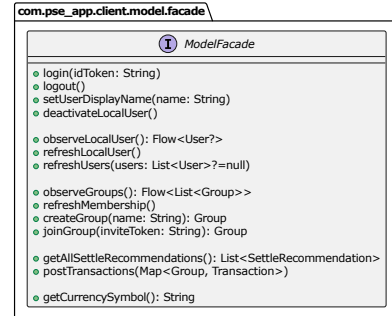 com.pse_app.client.model.facade
I ModelFacade
login(idToken: String)
logout()
setUserDisplayName(name: String)
deactivateLocalUser()
observeLocalUser(): Flow<User?>
refreshLocalUser()
refreshUsers(users: List<User>?=null)
observeGroups(): Flow<List<Group>>
refreshMembership()
createGroup(name: String): Group
joinGroup(inviteToken: String): Group
getAllSettleRecommendations(): List<SettleRecommendation>
postTransactions(Map<Group, Transaction>)
getCurrencySymbol(): String